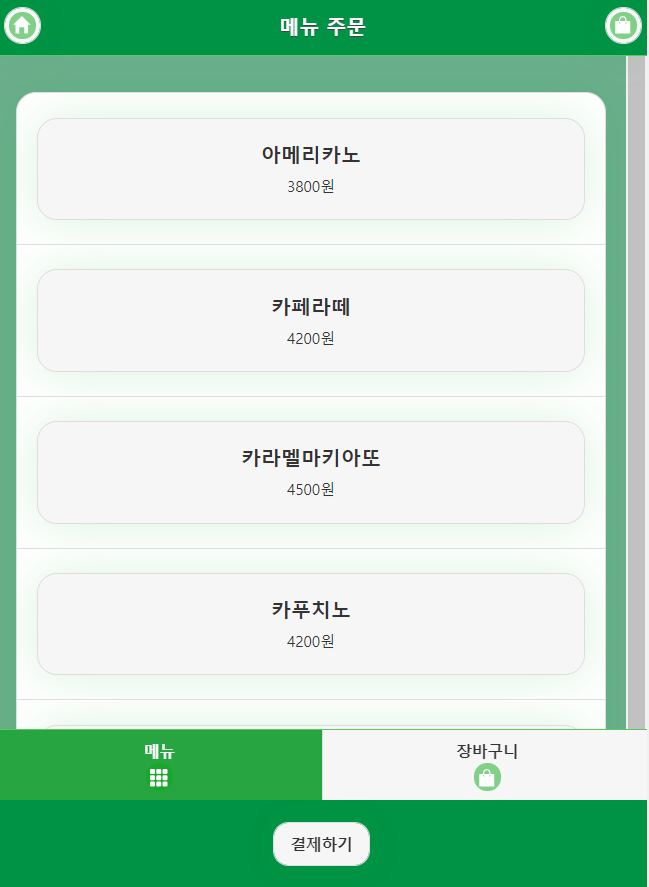 메뉴 주문
아메리카노
3800원
카페라떼
4200원
카라멜마키아또
4500원
카푸치노
4200원
메뉴
장바구니
결제하기